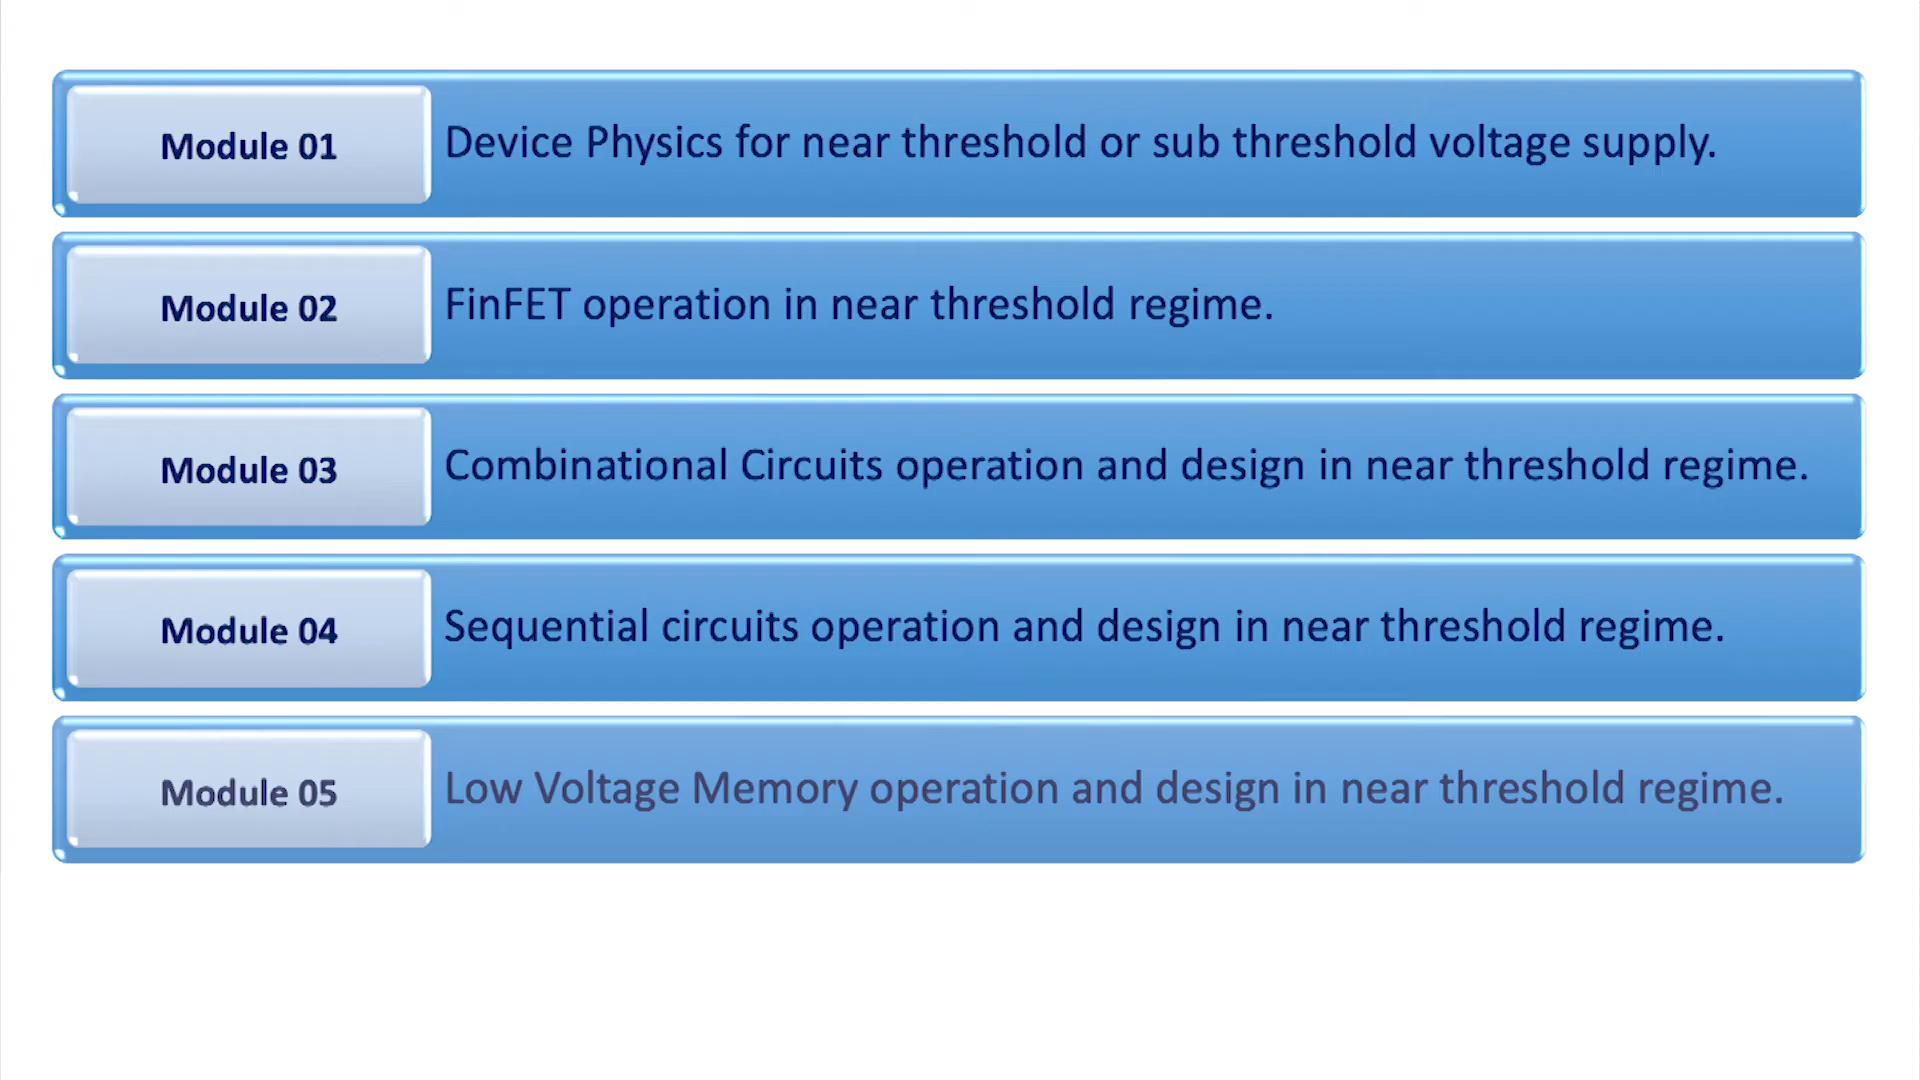 Module 01
Device Physics for near threshold or sub threshold voltage supply.
Module 02
FinFET operation in near threshold regime.
Module 03
Combinational Circuits operation and design in near threshold regime.
Module 04
Sequential circuits operation and design in near threshold regime.
Module 05
Low Voltage Memory operation and design in near threshold regime.